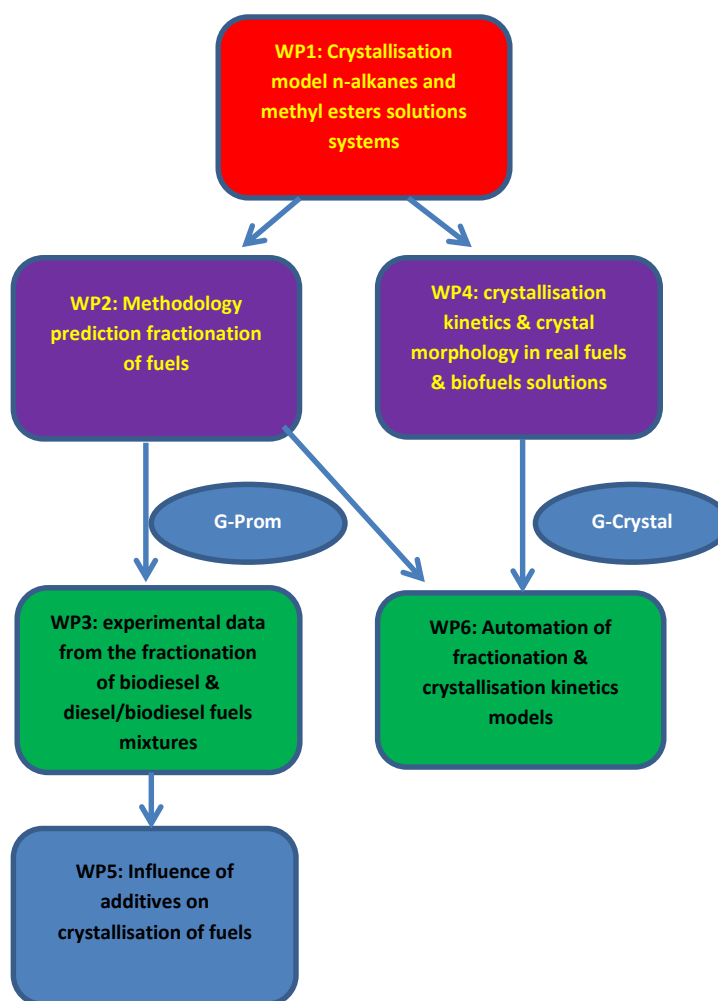 WP1: Crystallisation
model n-alkanes and
methyl esters solutions
systems
WP2: Methodology
prediction fractionation
of fuels
WP4: crystallisation
kinetics & crystal
morphology in real fuels
& biofuels solutions
G-Prom
G-Crystal
WP3: experimental data
from the fractionation
of biodiesel &
diesel/biodiesel fuels
mixtures
WP6: Automation of
fractionation &
crystallisation kinetics
models
WP5: Influence of
additives on
crystallisation of fuels